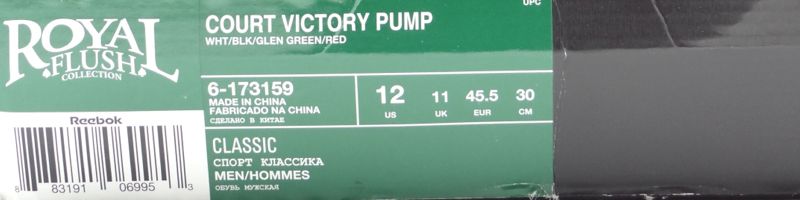 ROYAL
FLUSH
COLLECTION
Reebok
8 83191 06995 3
UPC
COURT VICTORY PUMP
WHT/BLK/GLEN GREEN/RED
6-173159
MADE IN CHINA
FABRICADO NA CHINA
СДЕЛАНО В КИТАЕ
12 11 45.5 30
US UK EUR CM
CLASSIC
СПОРТ КЛАССИКА
MEN/HOMMES
ОБУВЬ МУЖСКАЯ